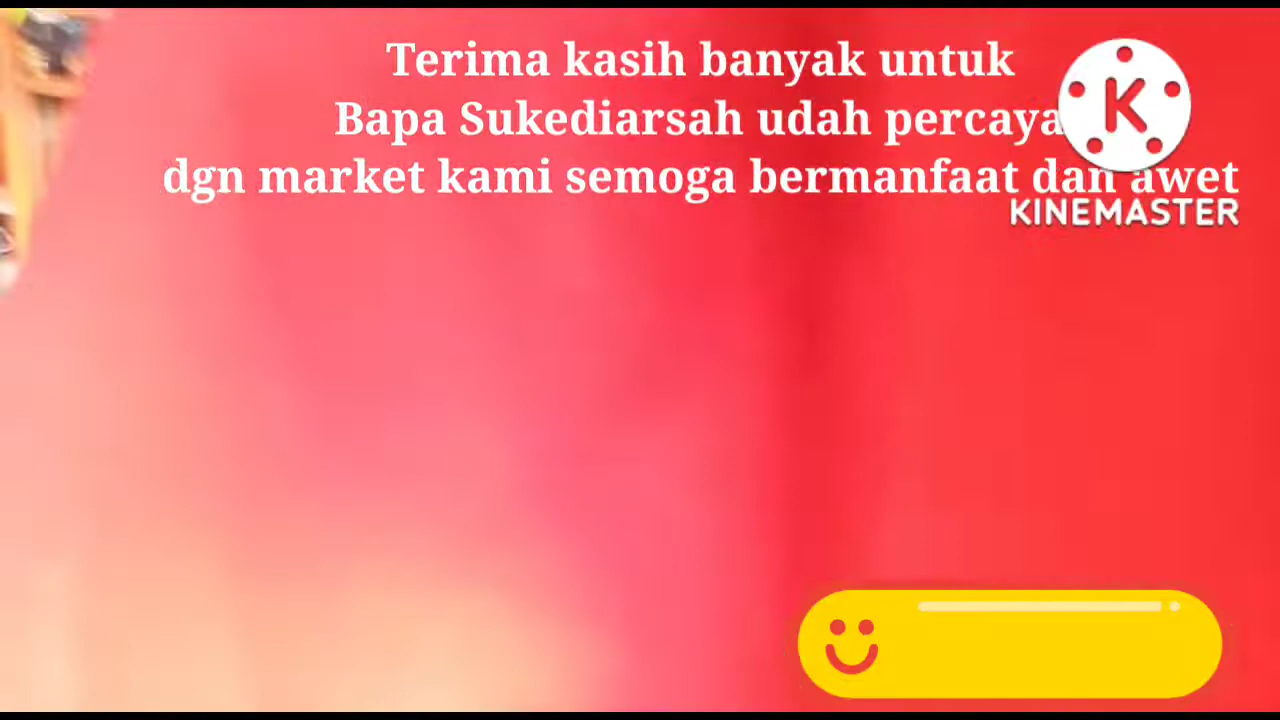 Terima kasih banyak untuk
Bapa Sukediarsah udah percaya
dgn market kami semoga bermanfaat dan awet
K
KINEMASTER